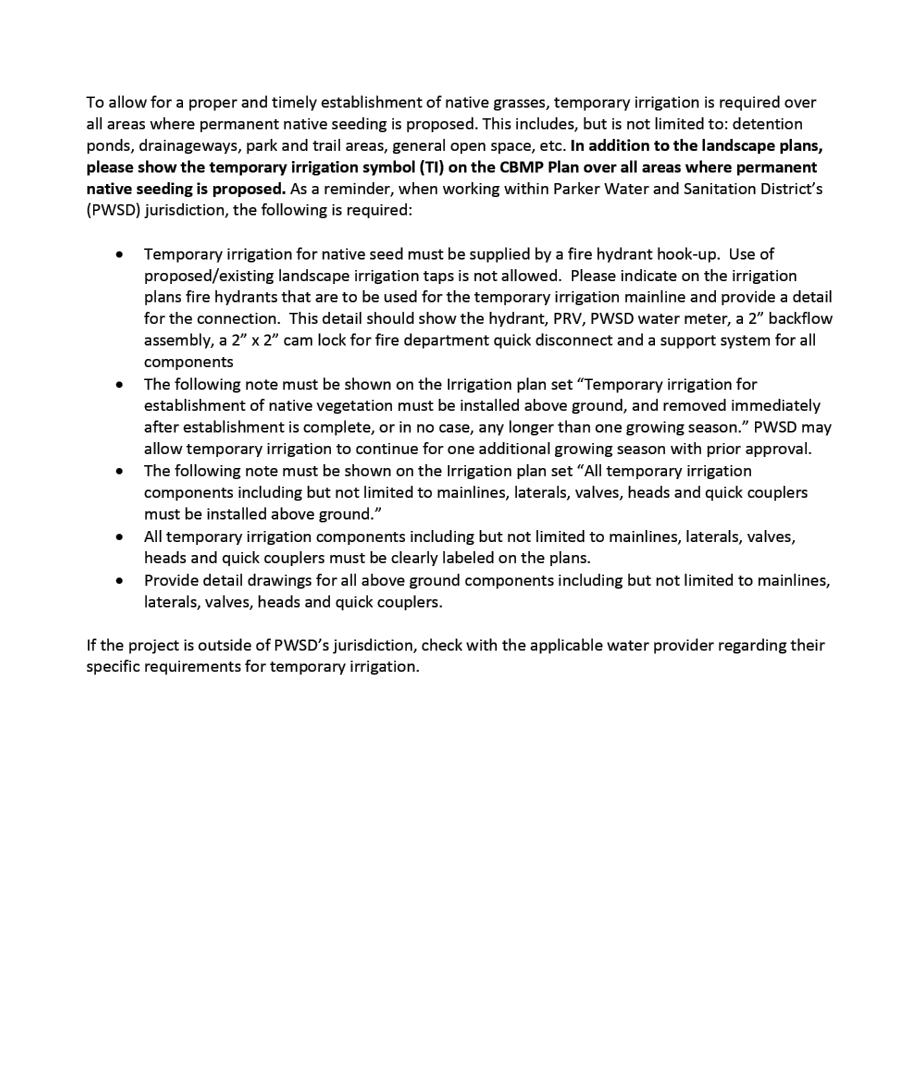 To allow for a proper and timely establishment of native grasses, temporary irrigation is required over
all areas where permanent native seeding is proposed. This includes, but is not limited to: detention
ponds, drainageways, park and trail areas, general open space, etc. In addition to the landscape plans,
please show the temporary irrigation symbol (TI) on the CBMP Plan over all areas where permanent
native seeding is proposed. As a reminder, when working within Parker Water and Sanitation District’s
(PWSD) jurisdiction, the following is required:
• Temporary irrigation for native seed must be supplied by a fire hydrant hook-up.  Use of
proposed/existing landscape irrigation taps is not allowed.  Please indicate on the irrigation
plans fire hydrants that are to be used for the temporary irrigation mainline and provide a detail
for the connection.  This detail should show the hydrant, PRV, PWSD water meter, a 2” backflow
assembly, a 2” x 2” cam lock for fire department quick disconnect and a support system for all
components
• The following note must be shown on the Irrigation plan set “Temporary irrigation for
establishment of native vegetation must be installed above ground, and removed immediately
after establishment is complete, or in no case, any longer than one growing season.” PWSD may
allow temporary irrigation to continue for one additional growing season with prior approval.
• The following note must be shown on the Irrigation plan set “All temporary irrigation
components including but not limited to mainlines, laterals, valves, heads and quick couplers
must be installed above ground.”
• All temporary irrigation components including but not limited to mainlines, laterals, valves,
heads and quick couplers must be clearly labeled on the plans.
• Provide detail drawings for all above ground components including but not limited to mainlines,
laterals, valves, heads and quick couplers.
If the project is outside of PWSD’s jurisdiction, check with the applicable water provider regarding their
specific requirements for temporary irrigation.